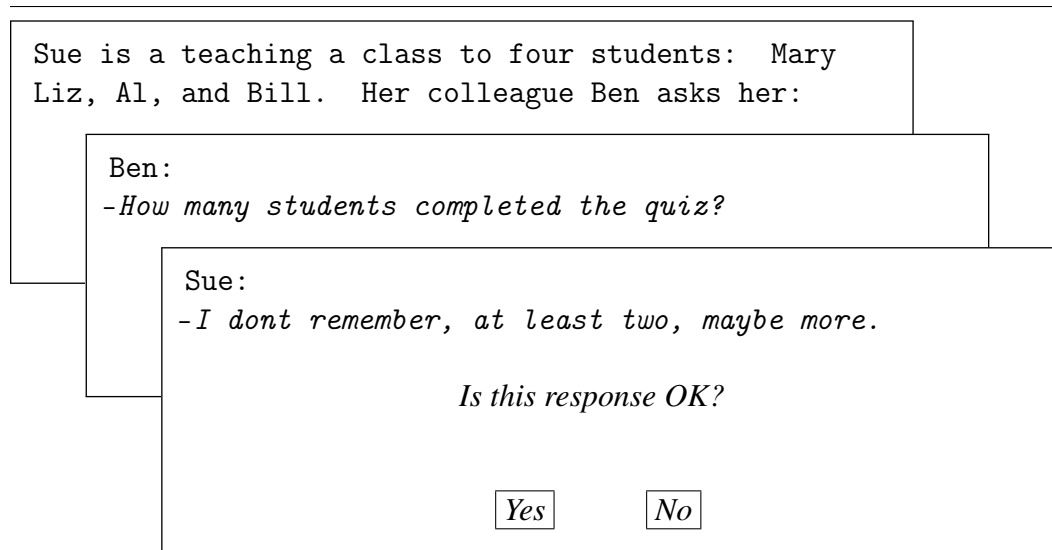 Sue is a teaching a class to four students: Mary
Liz, Al, and Bill. Her colleague Ben asks her:
Ben:
-How many students completed the quiz?
Sue:
-I dont remember, at least two, maybe more.
Is this response OK?
Yes No